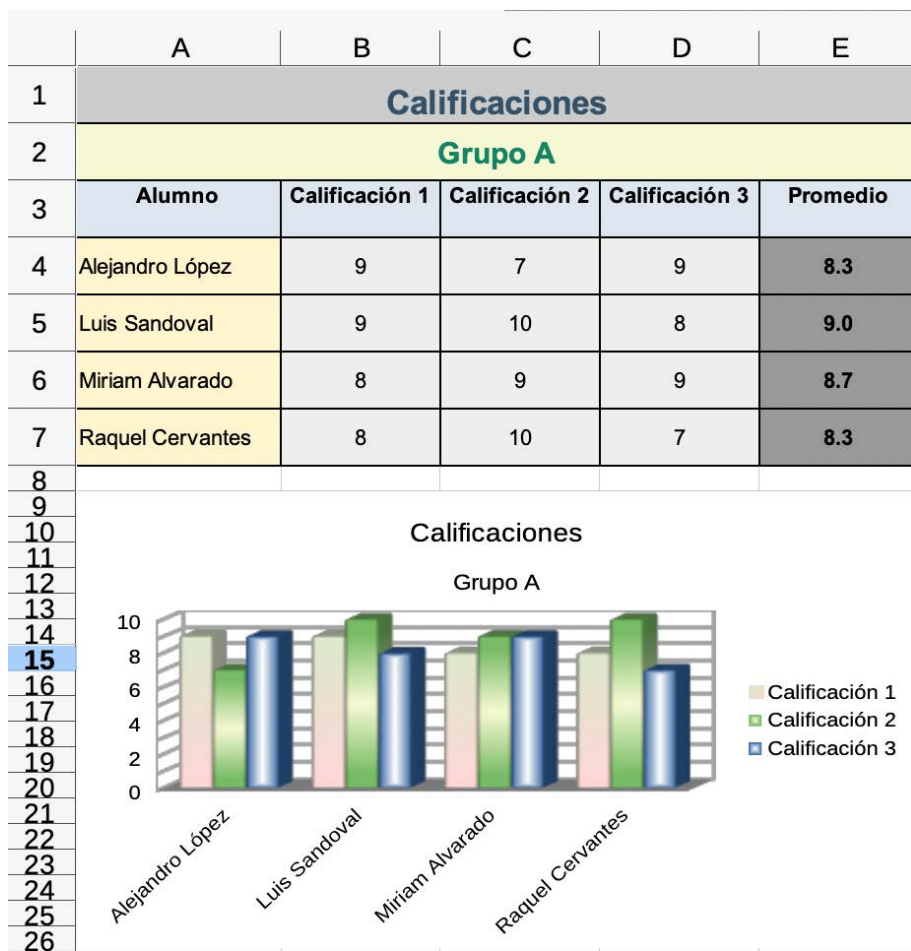 A B C D E
1 Calificaciones
2 Grupo A
3 Alumno Calificación 1 Calificación 2 Calificación 3 Promedio
4 Alejandro López 9 7 9 8.3
5 Luis Sandoval 9 10 8 9.0
6 Miriam Alvarado 8 9 9 8.7
7 Raquel Cervantes 8 10 7 8.3
8
9
10
11
12
13
14
15
16
17
18
19
20
21
22
23
24
25
26
Calificaciones
Grupo A
10
8
6
4
2
0
Alejandro López
Luis Sandoval
Miriam Alvarado
Raquel Cervantes
Calificación 1
Calificación 2
Calificación 3